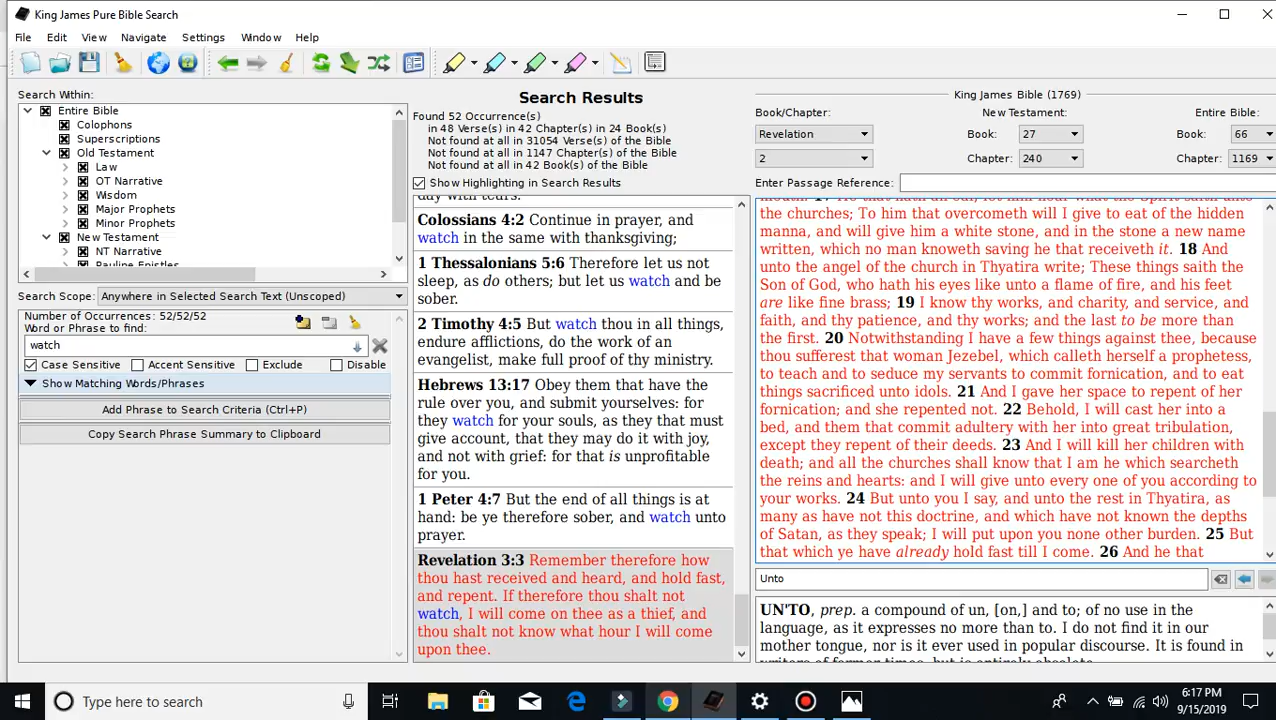 King James Pure Bible Search
File Edit View Navigate Settings Window Help
Search Within:
Entire Bible
Colophons
Superscriptions
Old Testament
Law
OT Narrative
Wisdom
Major Prophets
Minor Prophets
New Testament
NT Narrative
Pauline Epistles
Search Scope: Anywhere in Selected Search Text (Unscoped)
Number of Occurrences: 52/52/52
Word or Phrase to find:
watch
Case Sensitive Accent Sensitive Exclude Disable
Show Matching Words/Phrases
Add Phrase to Search Criteria (Ctrl+P)
Copy Search Phrase Summary to Clipboard
Search Results
Found 52 Occurrence(s)
in 48 Verse(s) in 42 Chapter(s) in 24 Book(s)
Not found at all in 31054 Verse(s) of the Bible
Not found at all in 1147 Chapter(s) of the Bible
Not found at all in 42 Book(s) of the Bible
Show Highlighting in Search Results
day with tears.
Colossians 4:2 Continue in prayer, and
watch in the same with thanksgiving;
1 Thessalonians 5:6 Therefore let us not
sleep, as do others; but let us watch and be
sober.
2 Timothy 4:5 But watch thou in all things,
endure afflictions, do the work of an
evangelist, make full proof of thy ministry.
Hebrews 13:17 Obey them that have the
rule over you, and submit yourselves: for
they watch for your souls, as they that must
give account, that they may do it with joy,
and not with grief: for that is unprofitable
for you.
1 Peter 4:7 But the end of all things is at
hand: be ye therefore sober, and watch unto
prayer.
Revelation 3:3 Remember therefore how
thou hast received and heard, and hold fast,
and repent. If therefore thou shalt not
watch, I will come on thee as a thief, and
thou shalt not know what hour I will come
upon thee.
King James Bible (1769)
Book/Chapter: New Testament: Entire Bible:
Revelation Book: 27 Book: 66
2 Chapter: 240 Chapter: 1169
Enter Passage Reference:
mouth. 17 He that hath an ear, let him hear what the Spirit saith unto
the churches; To him that overcometh will I give to eat of the hidden
manna, and will give him a white stone, and in the stone a new name
written, which no man knoweth saving he that receiveth it. 18 And
unto the angel of the church in Thyatira write; These things saith the
Son of God, who hath his eyes like unto a flame of fire, and his feet
are like fine brass; 19 I know thy works, and charity, and service, and
faith, and thy patience, and thy works; and the last to be more than
the first. 20 Notwithstanding I have a few things against thee, because
thou sufferest that woman Jezebel, which calleth herself a prophetess,
to teach and to seduce my servants to commit fornication, and to eat
things sacrificed unto idols. 21 And I gave her space to repent of her
fornication; and she repented not. 22 Behold, I will cast her into a
bed, and them that commit adultery with her into great tribulation,
except they repent of their deeds. 23 And I will kill her children with
death; and all the churches shall know that I am he which searcheth
the reins and hearts: and I will give unto every one of you according to
your works. 24 But unto you I say, and unto the rest in Thyatira, as
many as have not this doctrine, and which have not known the depths
of Satan, as they speak; I will put upon you none other burden. 25 But
that which ye have already hold fast till I come. 26 And he that
Unto
UN'TO, prep. a compound of un, [on,] and to; of no use in the
language, as it expresses no more than to. I do not find it in our
mother tongue, nor is it ever used in popular discourse. It is found in
writers of former times, but is entirely obsolete.
Type here to search
6:17 PM
9/15/2019